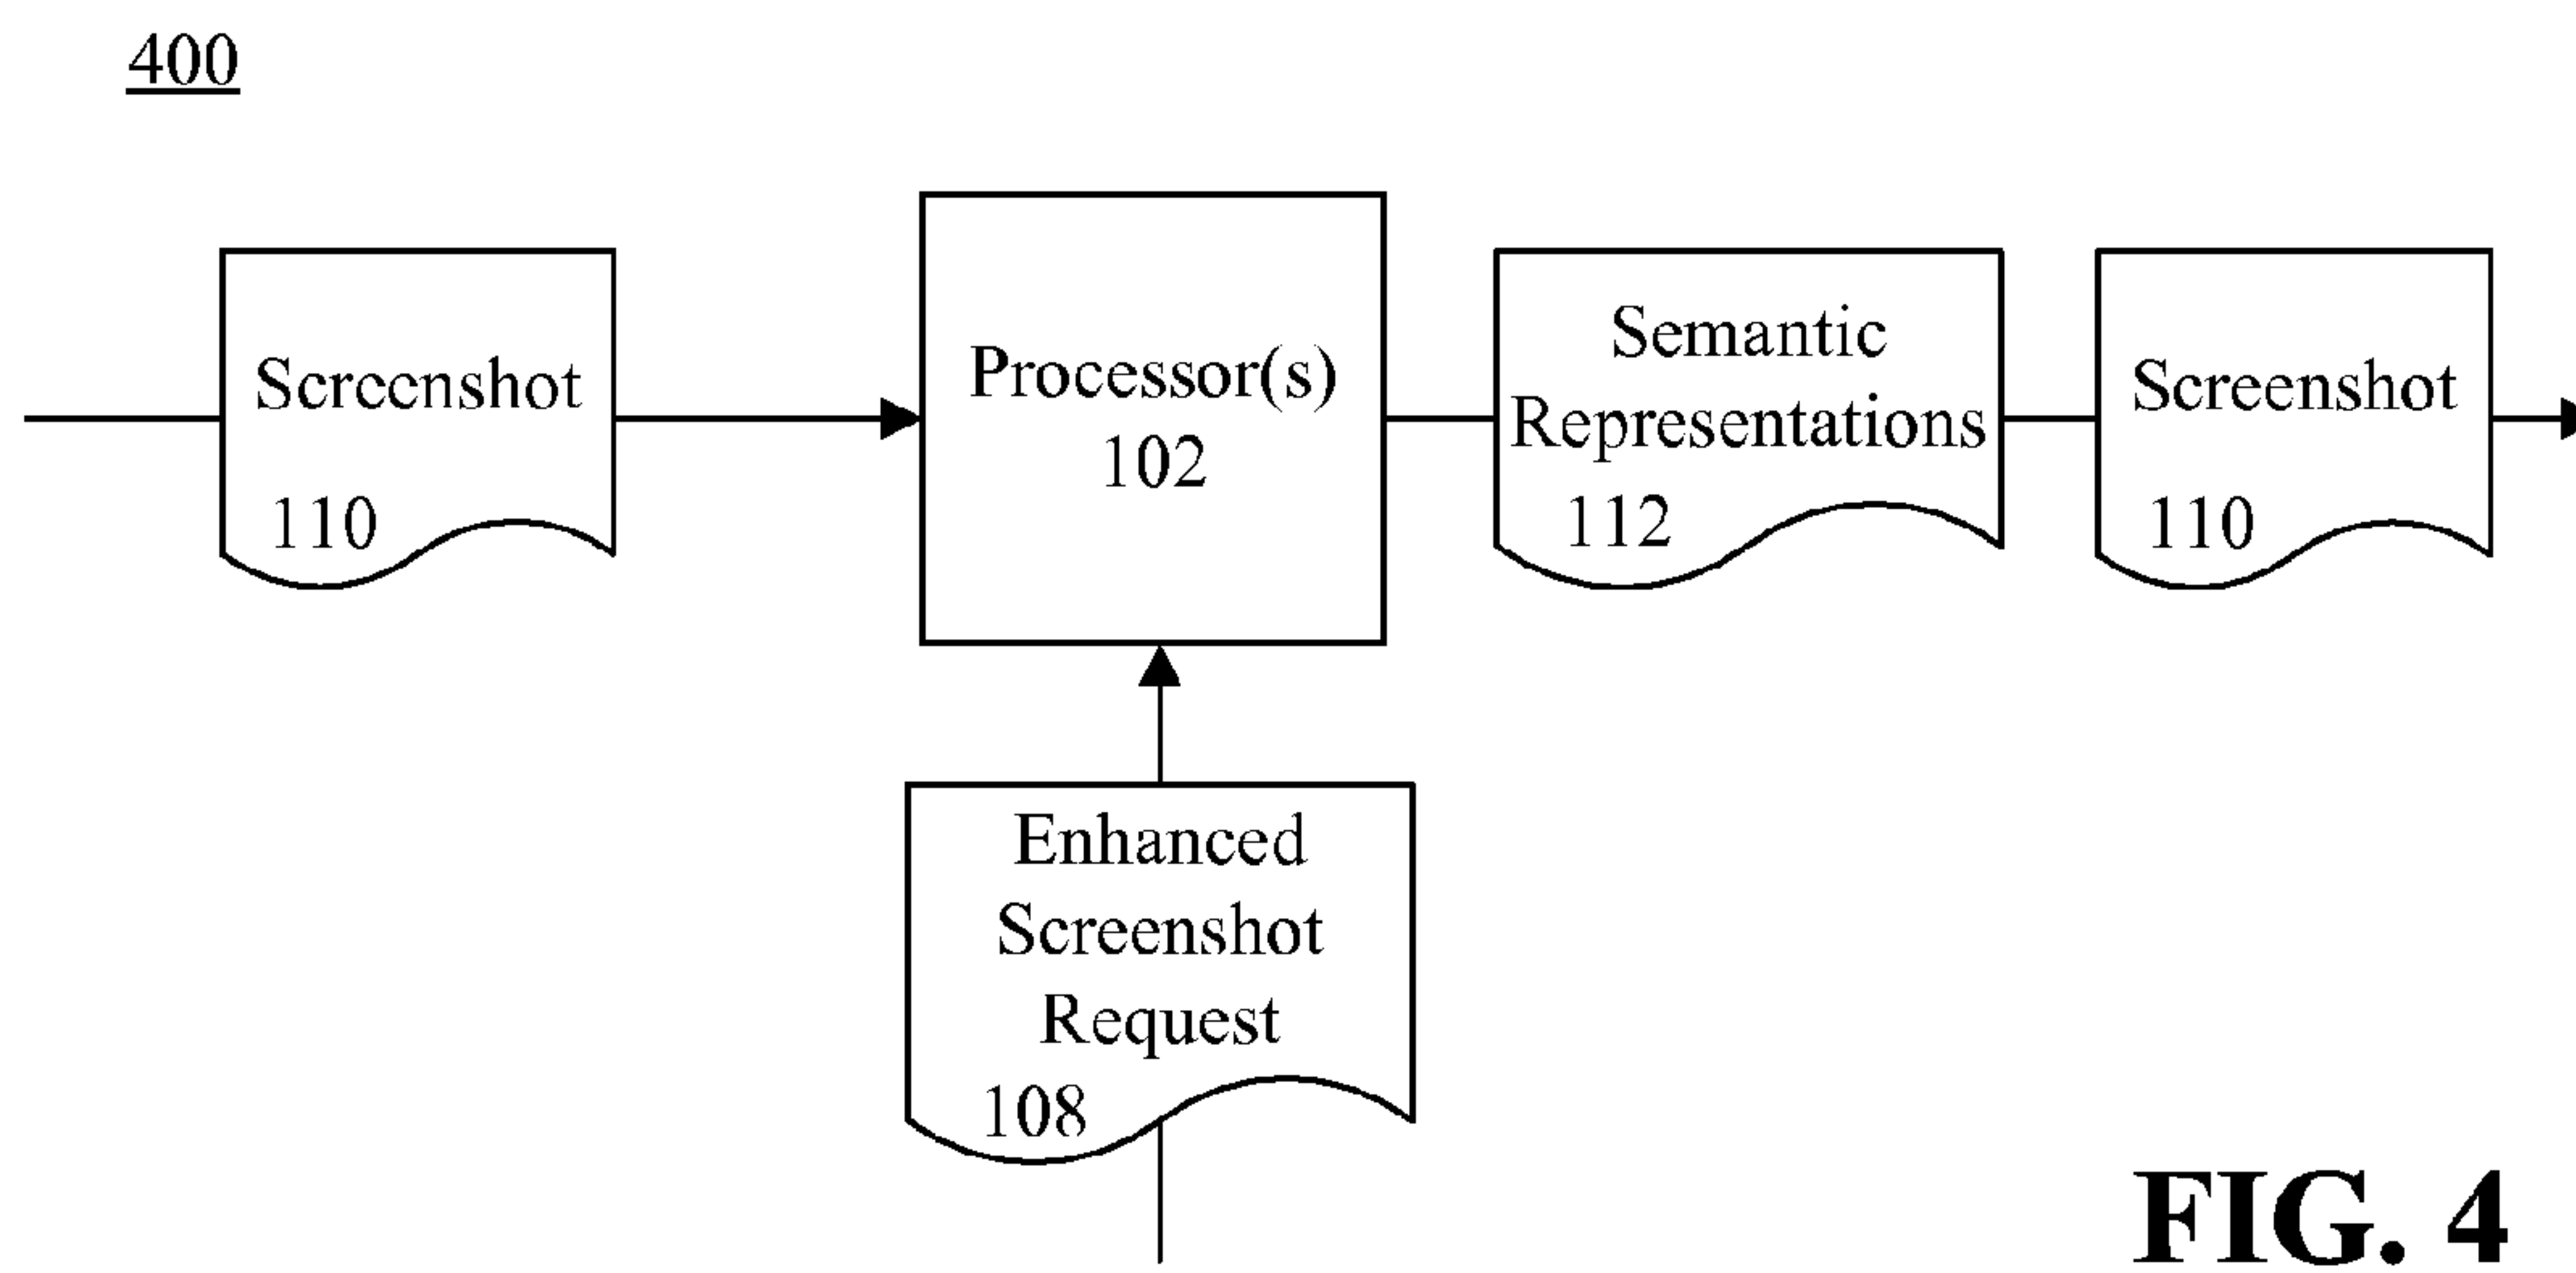 400
Screenshot
110
Processor(s)
102
Semantic
Representations
112
Screenshot
110
Enhanced
Screenshot
Request
108
FIG. 4